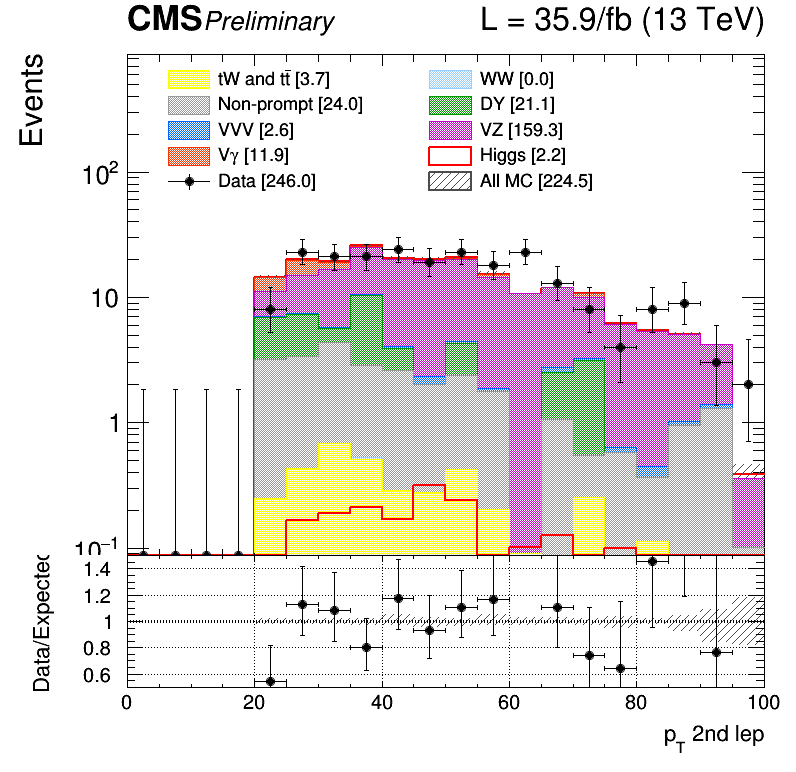 CMS Preliminary L = 35.9/fb (13 TeV)
Events
tW and tt̄ [3.7] WW [0.0]
Non-prompt [24.0] DY [21.1]
VVV [2.6] VZ [159.3]
Vγ [11.9] Higgs [2.2]
Data [246.0] All MC [224.5]
10²
10
1
10⁻¹
Data/Expected
1.4
1.2
1
0.8
0.6
0 20 40 60 80 100
p_T 2nd lep